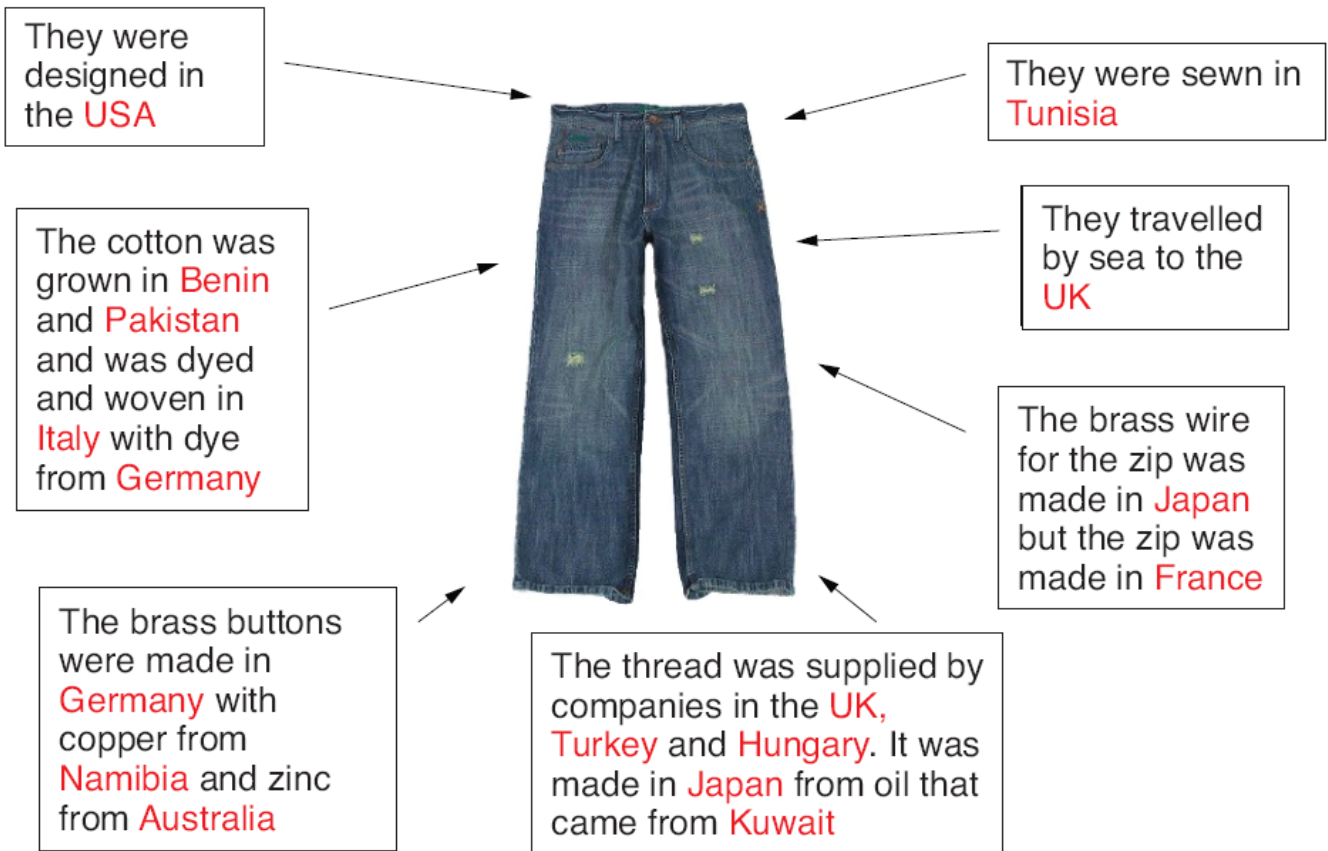 They were
designed in
the USA
They were sewn in
Tunisia
The cotton was
grown in Benin
and Pakistan
and was dyed
and woven in
Italy with dye
from Germany
They travelled
by sea to the
UK
The brass wire
for the zip was
made in Japan
but the zip was
made in France
The brass buttons
were made in
Germany with
copper from
Namibia and zinc
from Australia
The thread was supplied by
companies in the UK,
Turkey and Hungary. It was
made in Japan from oil that
came from Kuwait